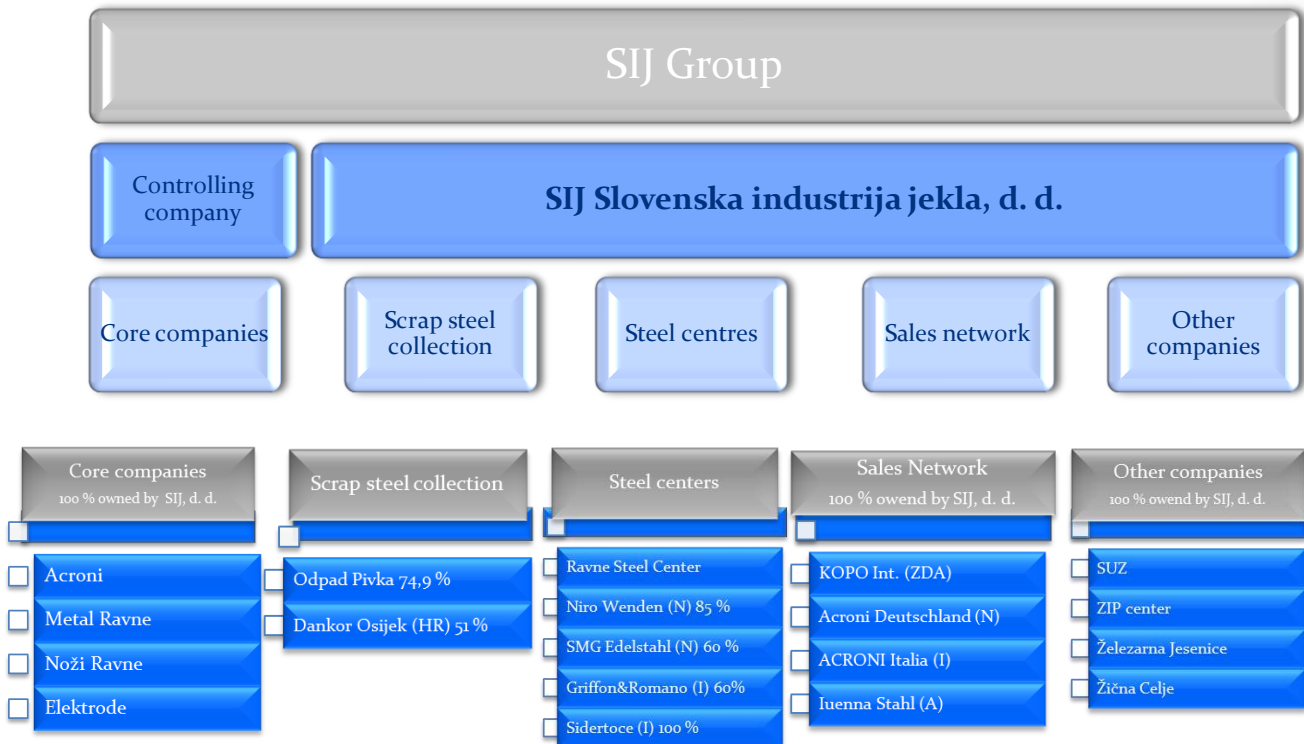 SIJ Group
Controlling
company
SIJ Slovenska industrija jekla, d. d.
Core companies
Scrap steel
collection
Steel centres
Sales network
Other
companies
Core companies
100 % owned by SIJ, d. d.
Acroni
Metal Ravne
Noži Ravne
Elektrode
Scrap steel collection
Odpad Pivka 74,9 %
Dankor Osijek (HR) 51 %
Steel centers
Ravne Steel Center
Niro Wenden (N) 85 %
SMG Edelstahl (N) 60 %
Griffon&Romano (I) 60%
Sidertoce (I) 100 %
Sales Network
100 % owend by SIJ, d. d.
KOPO Int. (ZDA)
Acroni Deutschland (N)
ACRONI Italia (I)
Iuenna Stahl (A)
Other companies
100 % owend by SIJ, d. d.
SUZ
ZIP center
Železarna Jesenice
Žična Celje